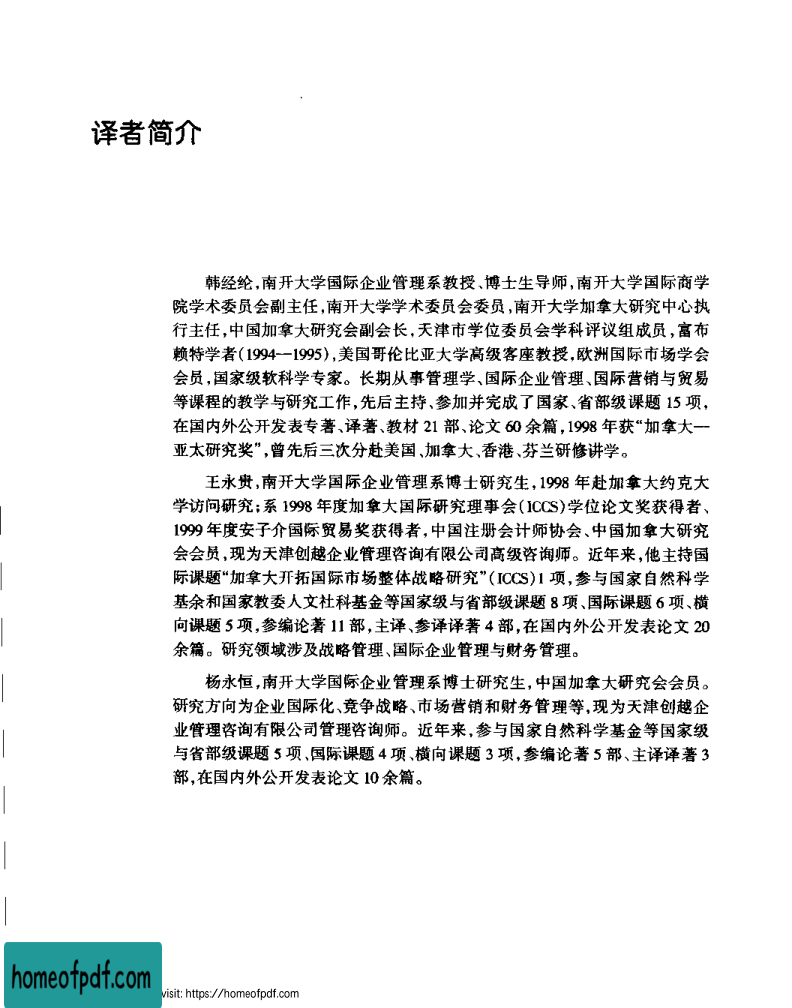 译者简介
韩经纶,南开大学国际企业管理系教授、博士生导师,南开大学国际商学
院学术委员会副主任,南开大学学术委员会委员,南开大学加拿大研究中心执
行主任,中国加拿大研究会副会长,天津市学位委员会学科评议组成员,富布
赖特学者(1994—1995),美国哥伦比亚大学高级客座教授,欧洲国际市场学会
会员,国家级软科学专家。长期从事管理学、国际企业管理、国际营销与贸易
等课程的教学与研究工作,先后主持、参加并完成了国家、省部级课题 15 项,
在国内外公开发表专著、译著、教材 21 部、论文 60 余篇,1998 年获“加拿大—
亚太研究奖”,曾先后三次分赴美国、加拿大、香港、芬兰研修讲学。
王永贵,南开大学国际企业管理系博士研究生,1998 年赴加拿大约克大
学访问研究;系 1998 年度加拿大国际研究理事会(ICCS)学位论文奖获得者、
1999 年度安子介国际贸易奖获得者,中国注册会计师协会、中国加拿大研究
会会员,现为天津创越企业管理咨询有限公司高级咨询师。近年来,他主持国
际课题“加拿大开拓国际市场整体战略研究”(ICCS)1 项,参与国家自然科学
基余和国家教委人文社科基金等国家级与省部级课题 8 项、国际课题 6 项、横
向课题 5 项,参编论著 11 部,主译、参译译著 4 部,在国内外公开发表论文 20
余篇。研究领域涉及战略管理、国际企业管理与财务管理。
杨永恒,南开大学国际企业管理系博士研究生,中国加拿大研究会会员。
研究方向为企业国际化、竞争战略、市场营销和财务管理等,现为天津创越企
业管理咨询有限公司管理咨询师。近年来,参与国家自然科学基金等国家级
与省部级课题 5 项、国际课题 4 项、横向课题 3 项,参编论著 5 部、主译译著 3
部,在国内外公开发表论文 10 余篇。
homeofpdf.com
visit: https://homeofpdf.com